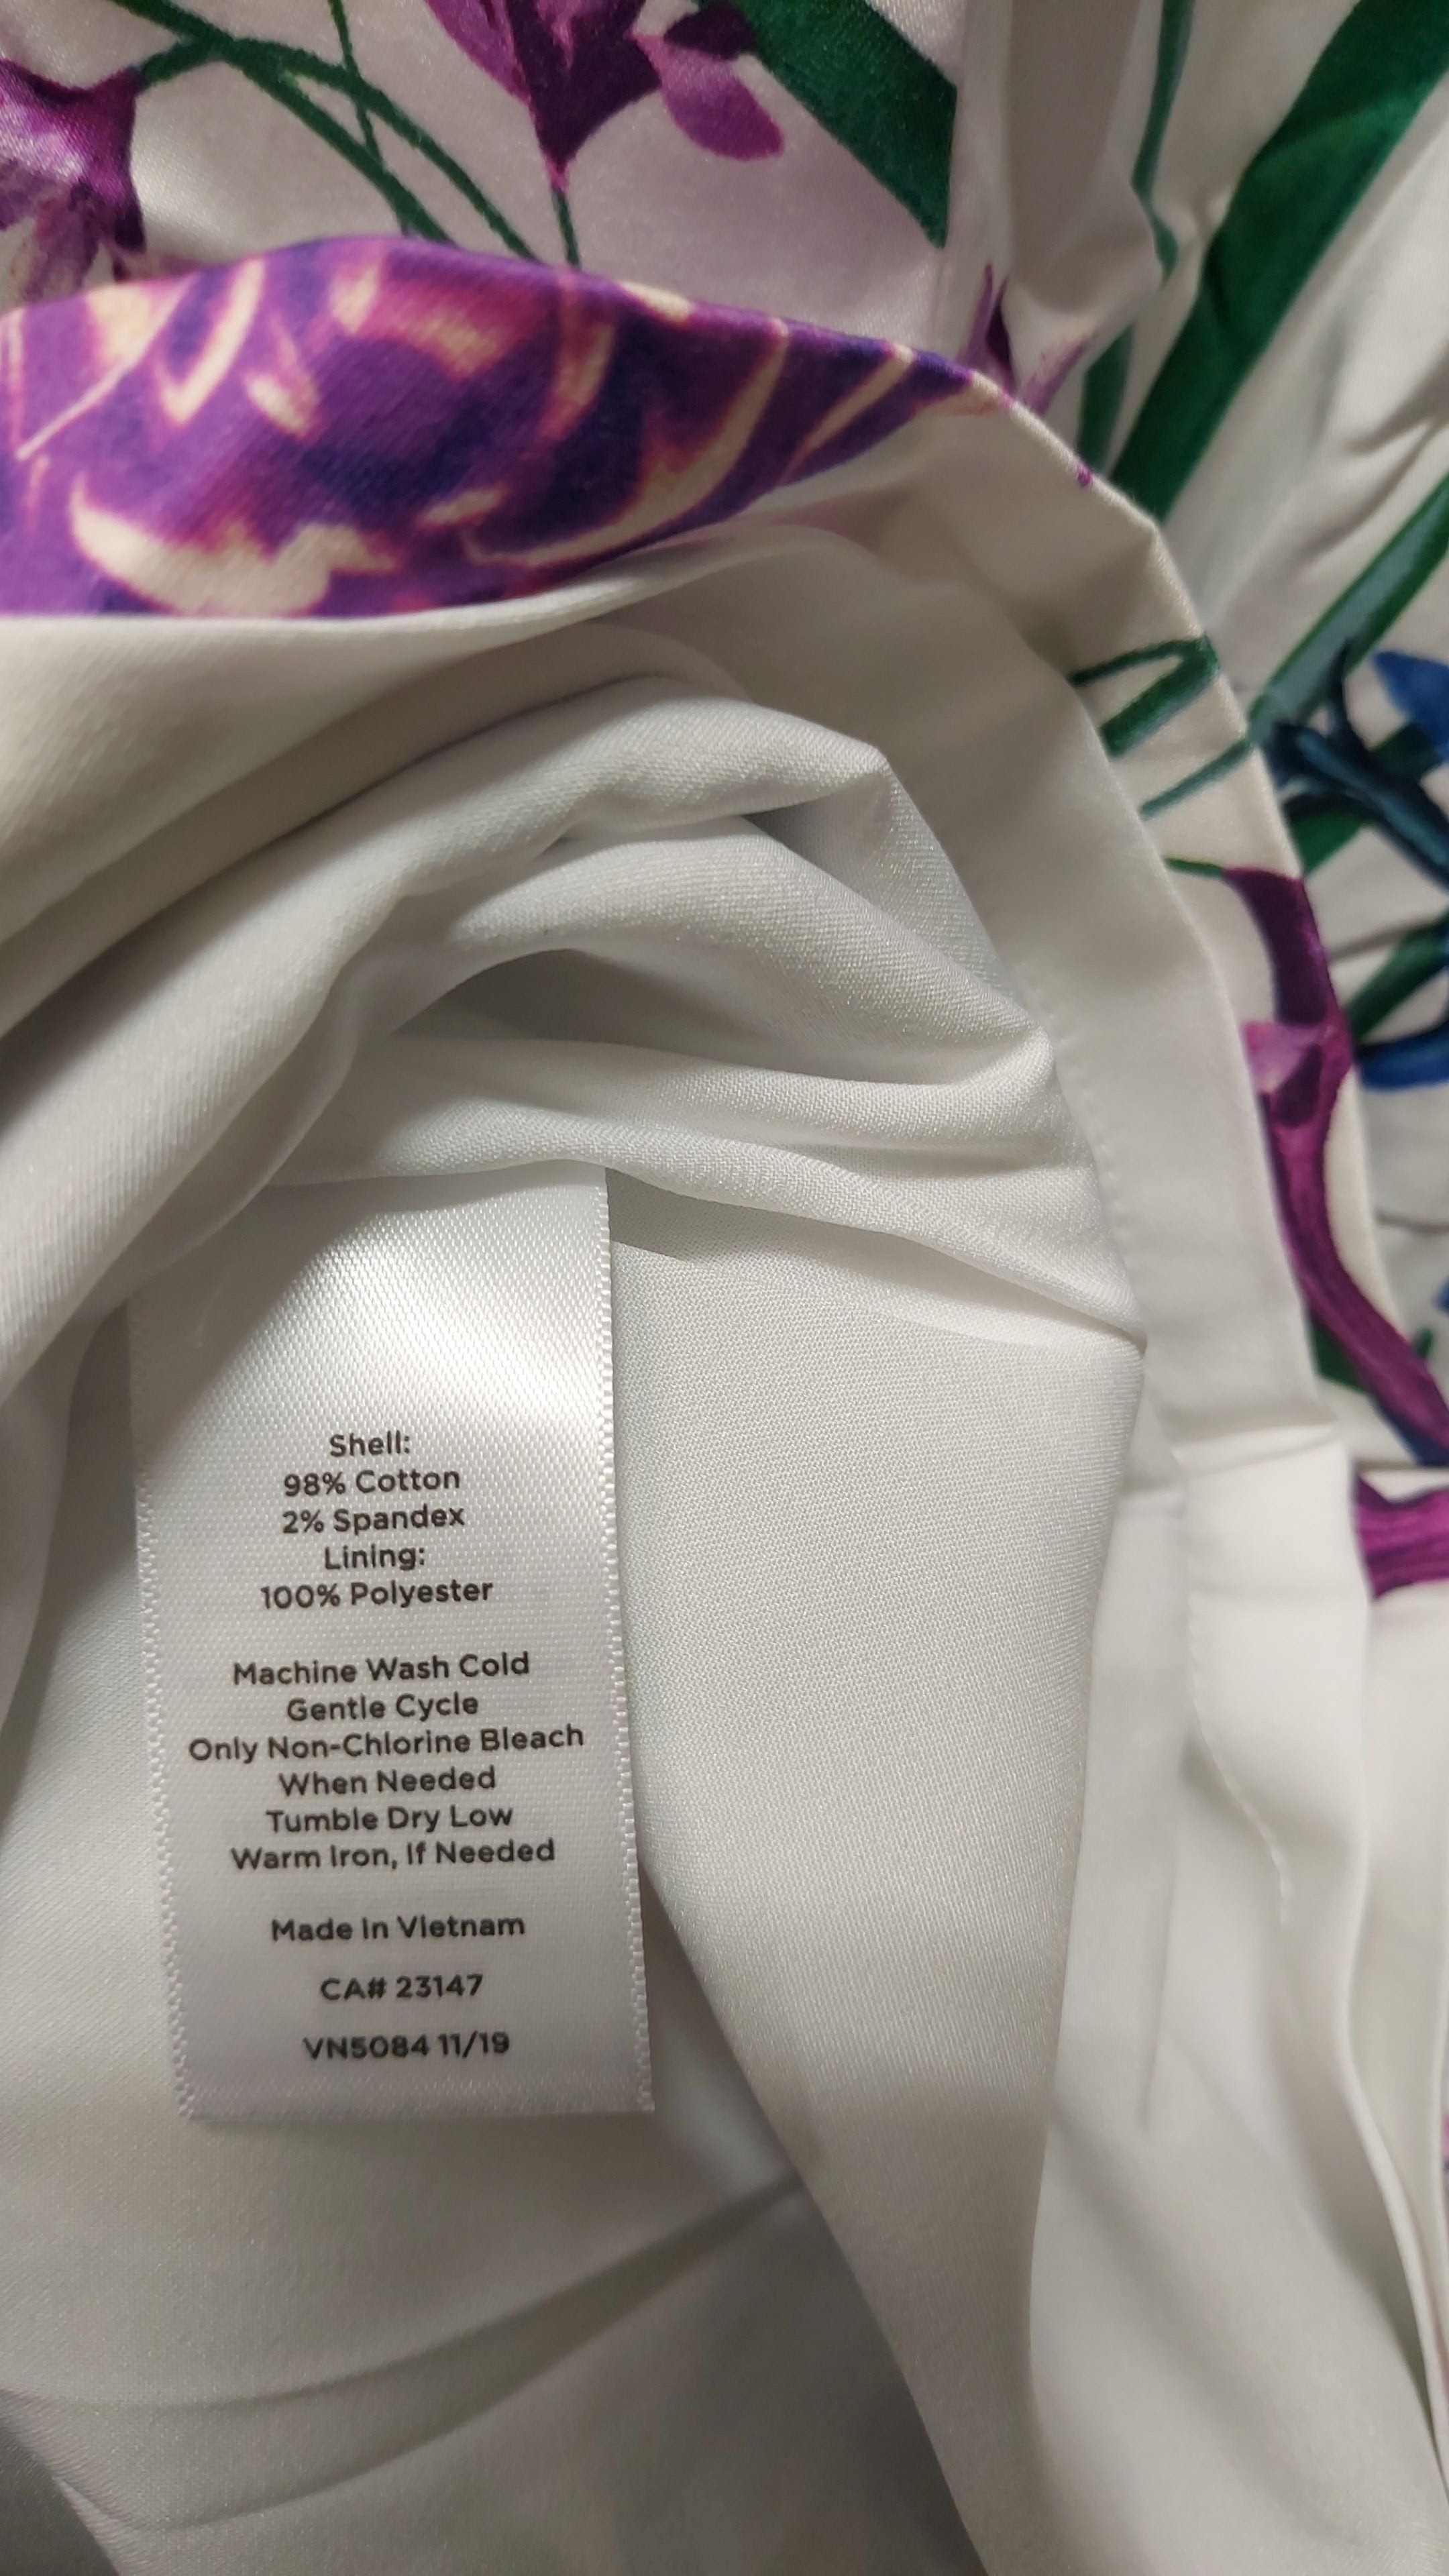 Shell:
98% Cotton
2% Spandex
Lining:
100% Polyester
Machine Wash Cold
Gentle Cycle
Only Non-Chlorine Bleach
When Needed
Tumble Dry Low
Warm Iron, If Needed
Made In Vietnam
CA# 23147
VN5084 11/19